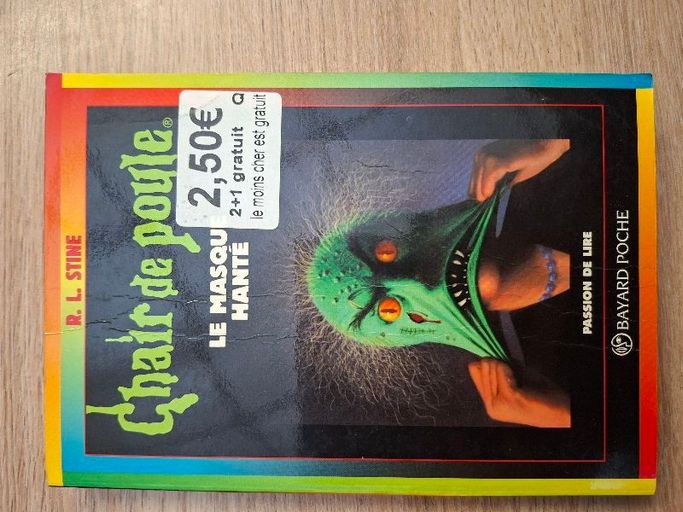 R. L. STINE
Chair de poule®
LE MASQUE
HANTÉ
2,50€
2+1 gratuit Q
le moins cher est gratuit
PASSION DE LIRE
BAYARD POCHE